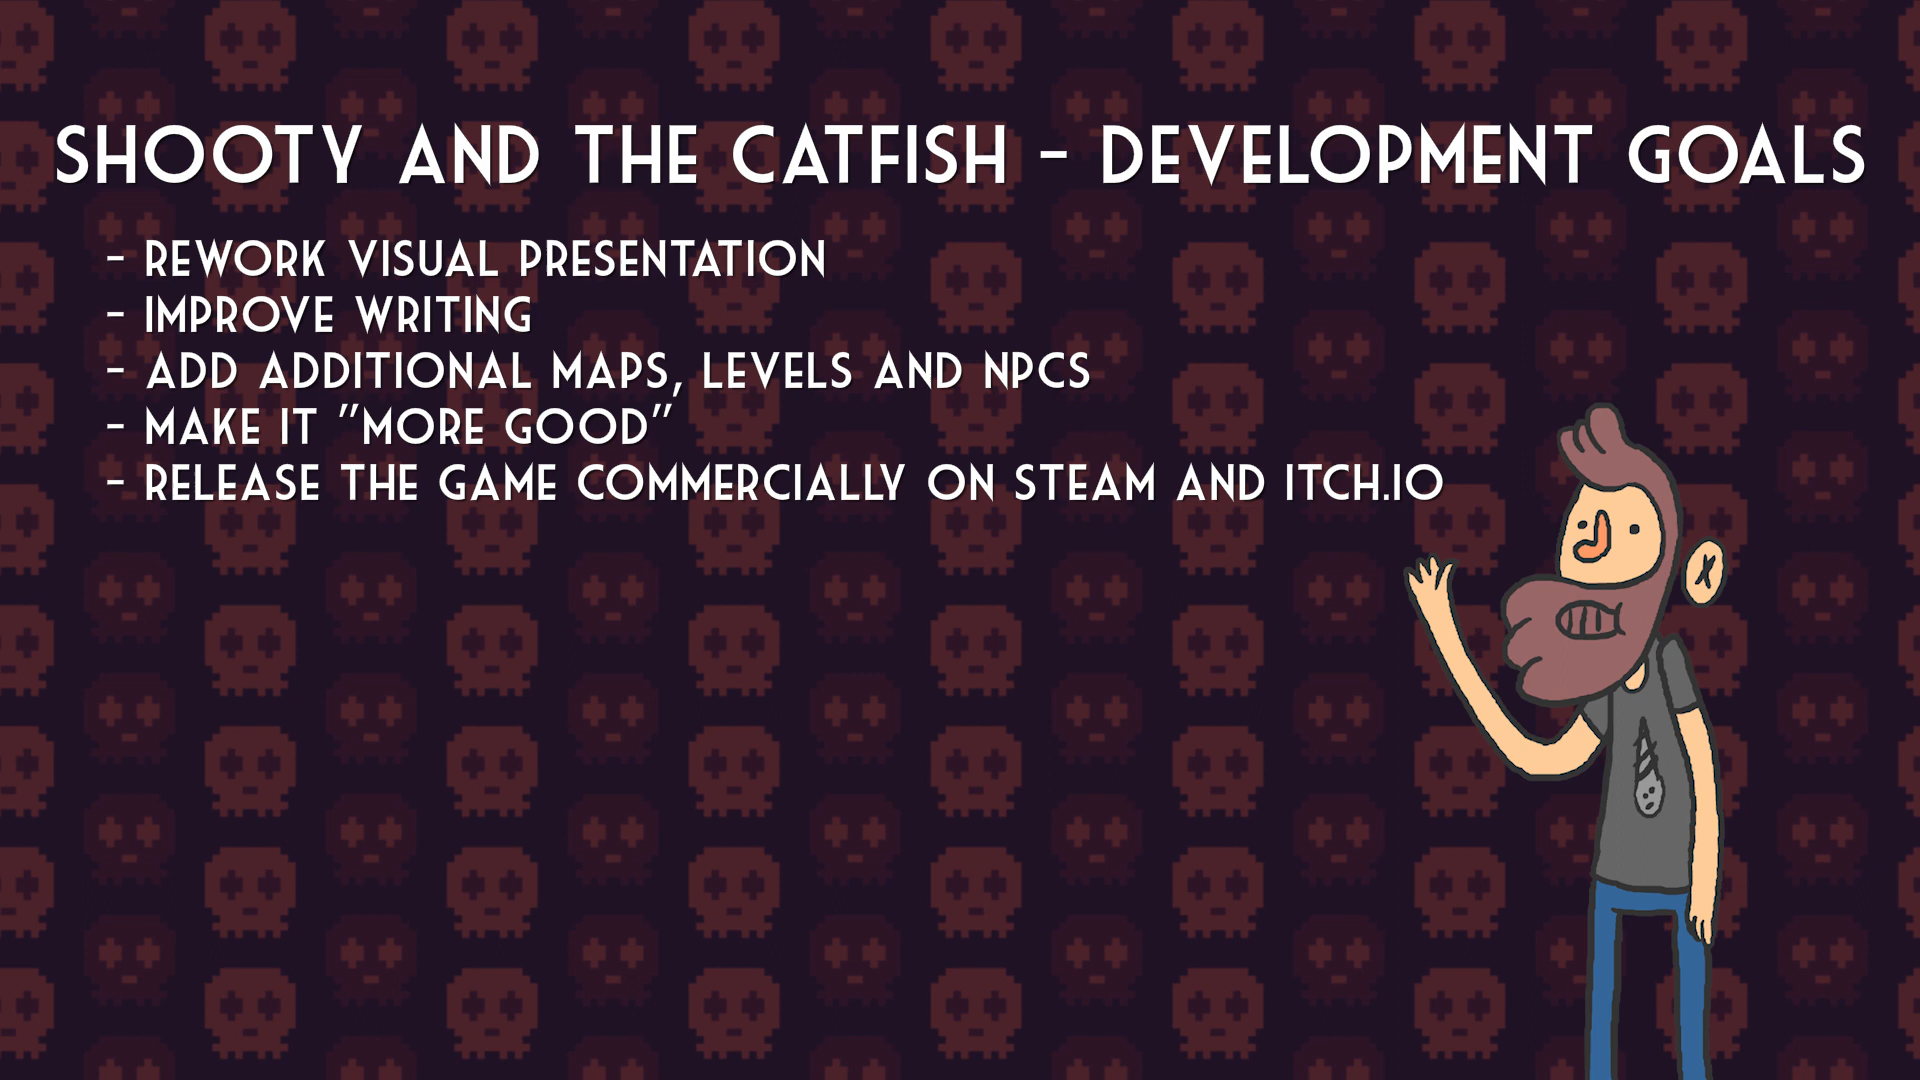 SHOOTY AND THE CATFISH - DEVELOPMENT GOALS
- REWORK VISUAL PRESENTATION
- IMPROVE WRITING
- ADD ADDITIONAL MAPS, LEVELS AND NPCS
- MAKE IT "MORE GOOD"
- RELEASE THE GAME COMMERCIALLY ON STEAM AND ITCH.IO